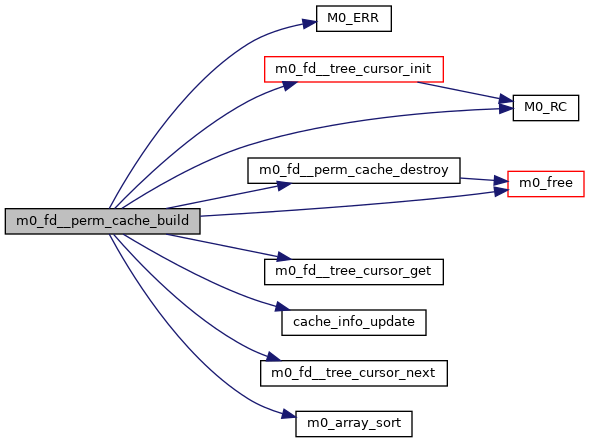 M0_ERR
m0_fd__tree_cursor_init
M0_RC
m0_fd__perm_cache_destroy
m0_free
m0_fd__perm_cache_build
m0_fd__tree_cursor_get
cache_info_update
m0_fd__tree_cursor_next
m0_array_sort